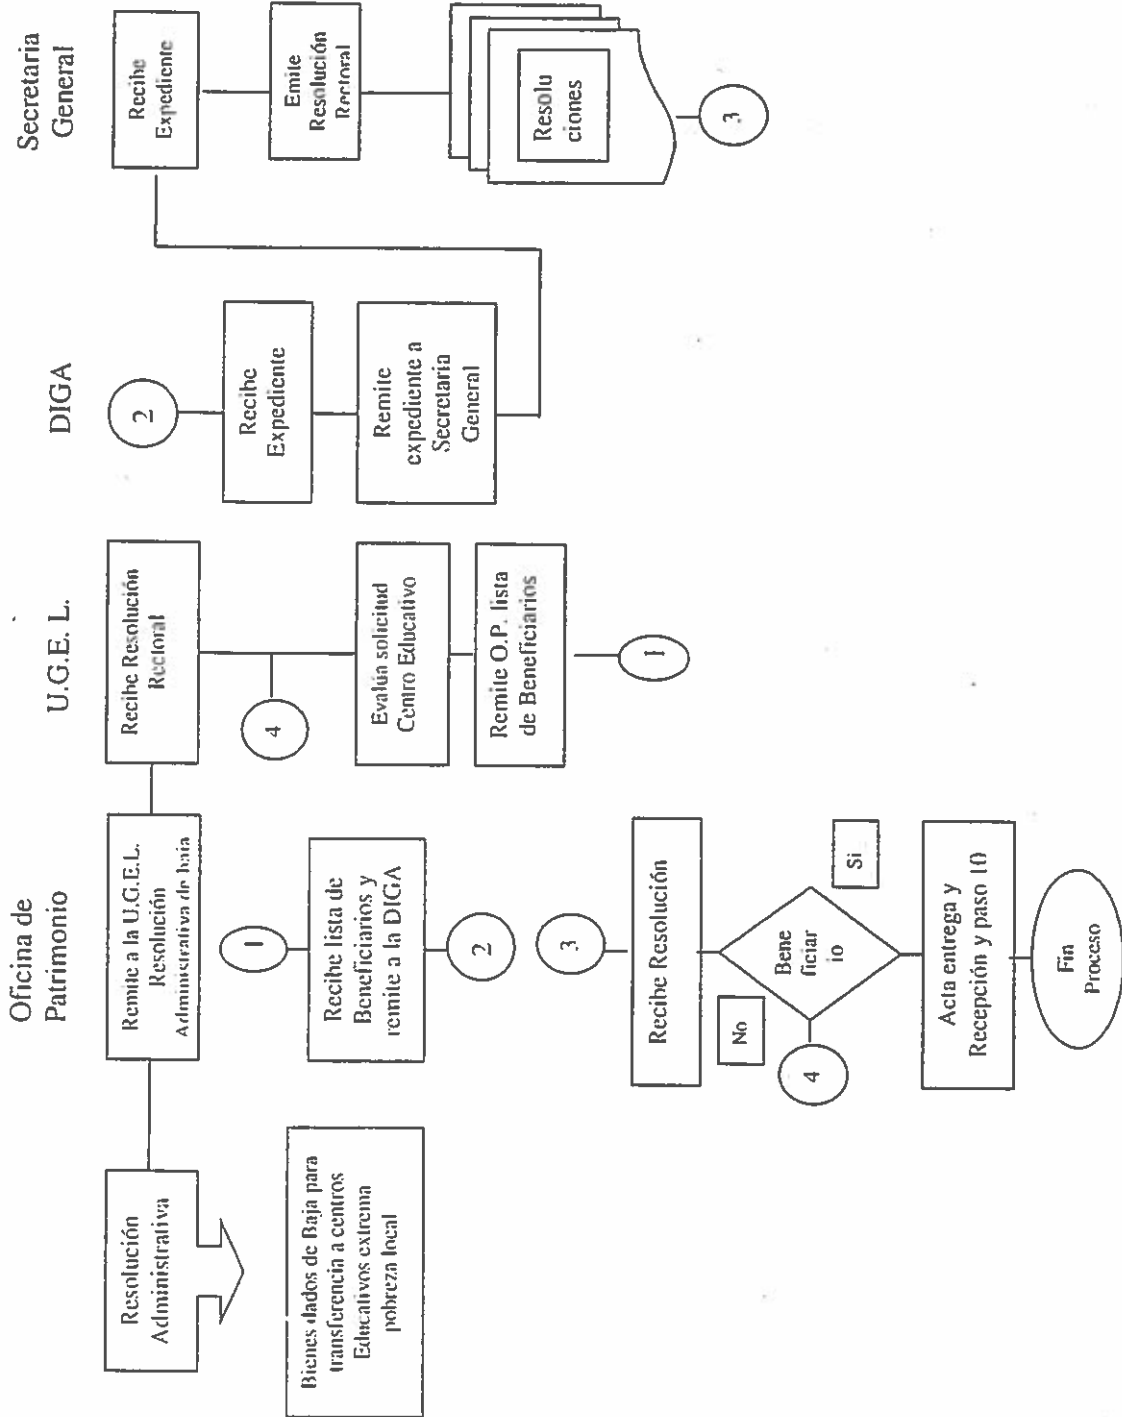 Resolución
Administrativa
Bienes dados de Baja para
transferencia a centros
Educativos extrema
pobreza local
Oficina de
Patrimonio
Remite a la U.G.E.L.
Resolución
Administrativa de baja
1
Recibe lista de
Beneficiarios y
remite a la DIGA
2
3
Recibe Resolución
No
Bene
ficiar
io
Si
4
Acta entrega y
Recepción y paso 10
Fin
Proceso
U.G.E. L.
Recibe Resolución
Rectoral
4
Evalúa solicitud
Centro Educativo
Remite O.P. lista
de Beneficiarios
1
DIGA
2
Recibe
Expediente
Remite
expediente a
Secretaria
General
Secretaria
General
Recibe
Expediente
Emite
Resolución
Rectoral
Resolu
ciones
3